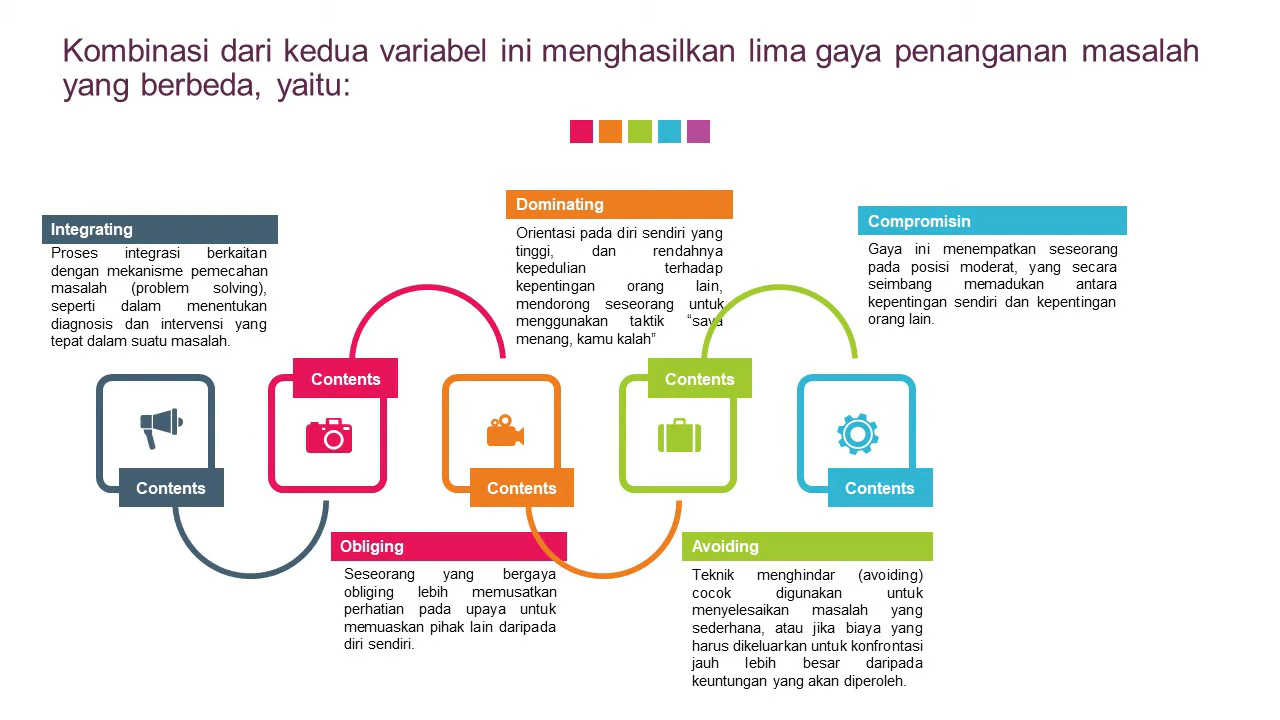 Kombinasi dari kedua variabel ini menghasilkan lima gaya penanganan masalah
yang berbeda, yaitu:
Integrating
Proses integrasi berkaitan
dengan mekanisme pemecahan
masalah (problem solving),
seperti dalam menentukan
diagnosis dan intervensi yang
tepat dalam suatu masalah.
Contents
Contents
Obliging
Seseorang yang bergaya
obliging lebih memusatkan
perhatian pada upaya untuk
memuaskan pihak lain daripada
diri sendiri.
Dominating
Orientasi pada diri sendiri yang
tinggi, dan rendahnya
kepedulian terhadap
kepentingan orang lain,
mendorong seseorang untuk
menggunakan taktik “saya
menang, kamu kalah”
Contents
Contents
Avoiding
Teknik menghindar (avoiding)
cocok digunakan untuk
menyelesaikan masalah yang
sederhana, atau jika biaya yang
harus dikeluarkan untuk konfrontasi
jauh lebih besar daripada
keuntungan yang akan diperoleh.
Compromisin
Gaya ini menempatkan seseorang
pada posisi moderat, yang secara
seimbang memadukan antara
kepentingan sendiri dan kepentingan
orang lain.
Contents